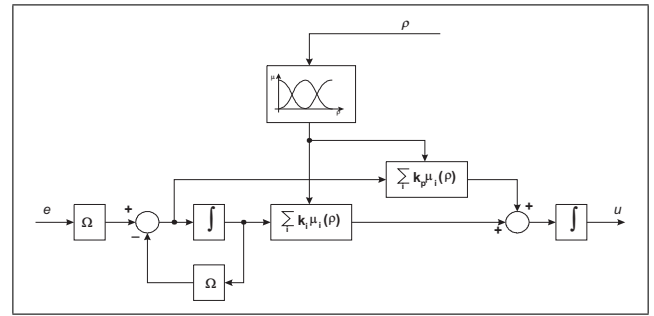 ρ
μ
ρ
∑ k_p μ_i (ρ)
i
e
Ω
+
−
∫
∑ k_i μ_i (ρ)
i
+
+
∫
u
Ω